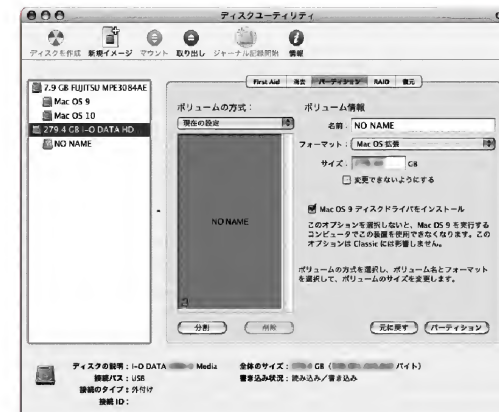 ディスクユーティリティ
ディスクを作成 新規イメージ マウント 取り出し ジャーナル記録開始 情報
First Aid 消去 パーティション RAID 復元
7.9 GB FUJITSU MPE3084AE
Mac OS 9
Mac OS 10
279.4 GB I-O DATA HD
NO NAME
ボリュームの方式:
現在の設定
NO NAME
分割 削除
ボリューム情報
名前: NO NAME
フォーマット: Mac OS 拡張
サイズ: GB
変更できないようにする
Mac OS 9 ディスクドライバをインストール
このオプションを選択しないと、Mac OS 9 を実行する
コンピュータでこの装置を使用できなくなります。この
オプションは Classic には影響しません。
ボリュームの方式を選択し、ボリューム名とフォーマット
を選択して、ボリュームのサイズを変更します。
元に戻す パーティション
ディスクの説明: I-O DATA Media
接続バス: USB
接続のタイプ: 外付け
接続 ID:
全体のサイズ: GB ( バイト)
書き込み状況: 読み込み/書き込み